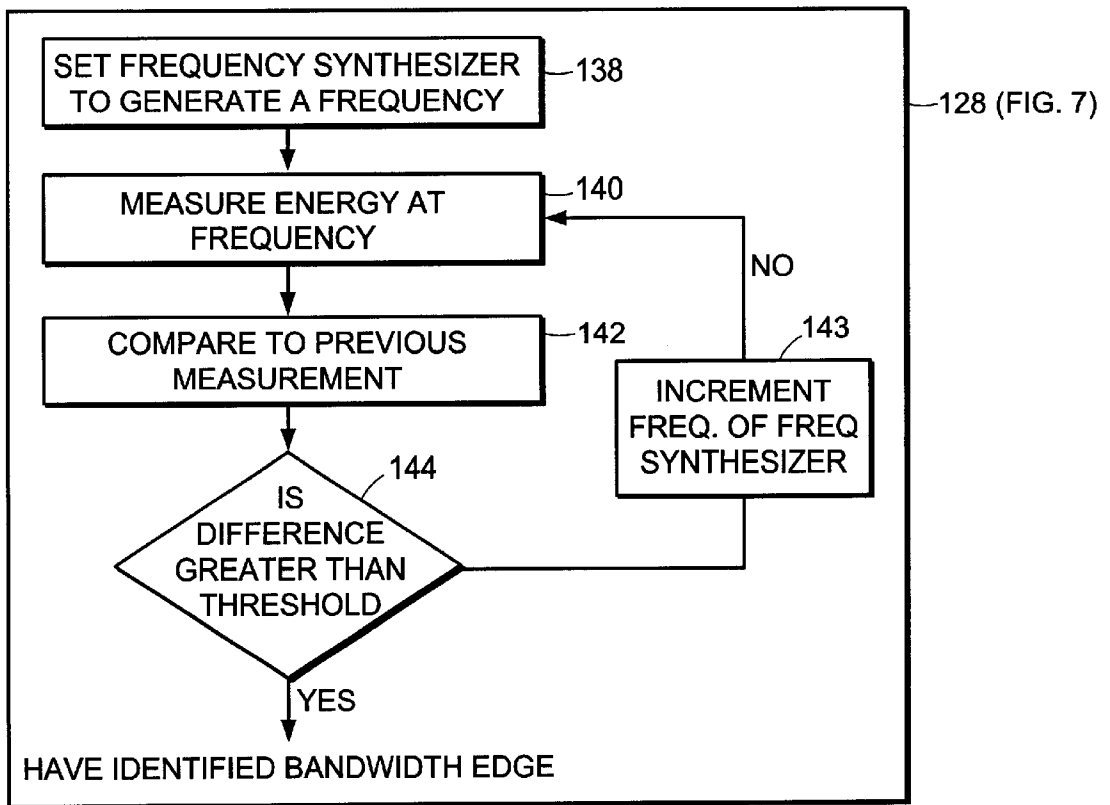 SET FREQUENCY SYNTHESIZER
TO GENERATE A FREQUENCY
138
128 (FIG. 7)
MEASURE ENERGY AT
FREQUENCY
140
NO
COMPARE TO PREVIOUS
MEASUREMENT
142
143
INCREMENT
FREQ. OF FREQ
SYNTHESIZER
144
IS
DIFFERENCE
GREATER THAN
THRESHOLD
YES
HAVE IDENTIFIED BANDWIDTH EDGE